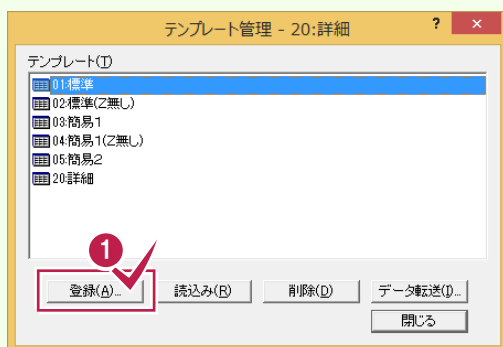 テンプレート管理 - 20:詳細
? ×
テンプレート(T)
01:標準
02:標準(Z無し)
03:簡易1
04:簡易1(Z無し)
05:簡易2
20:詳細
1
登録(A)... 読込み(R) 削除(D) データ転送(I)...
閉じる